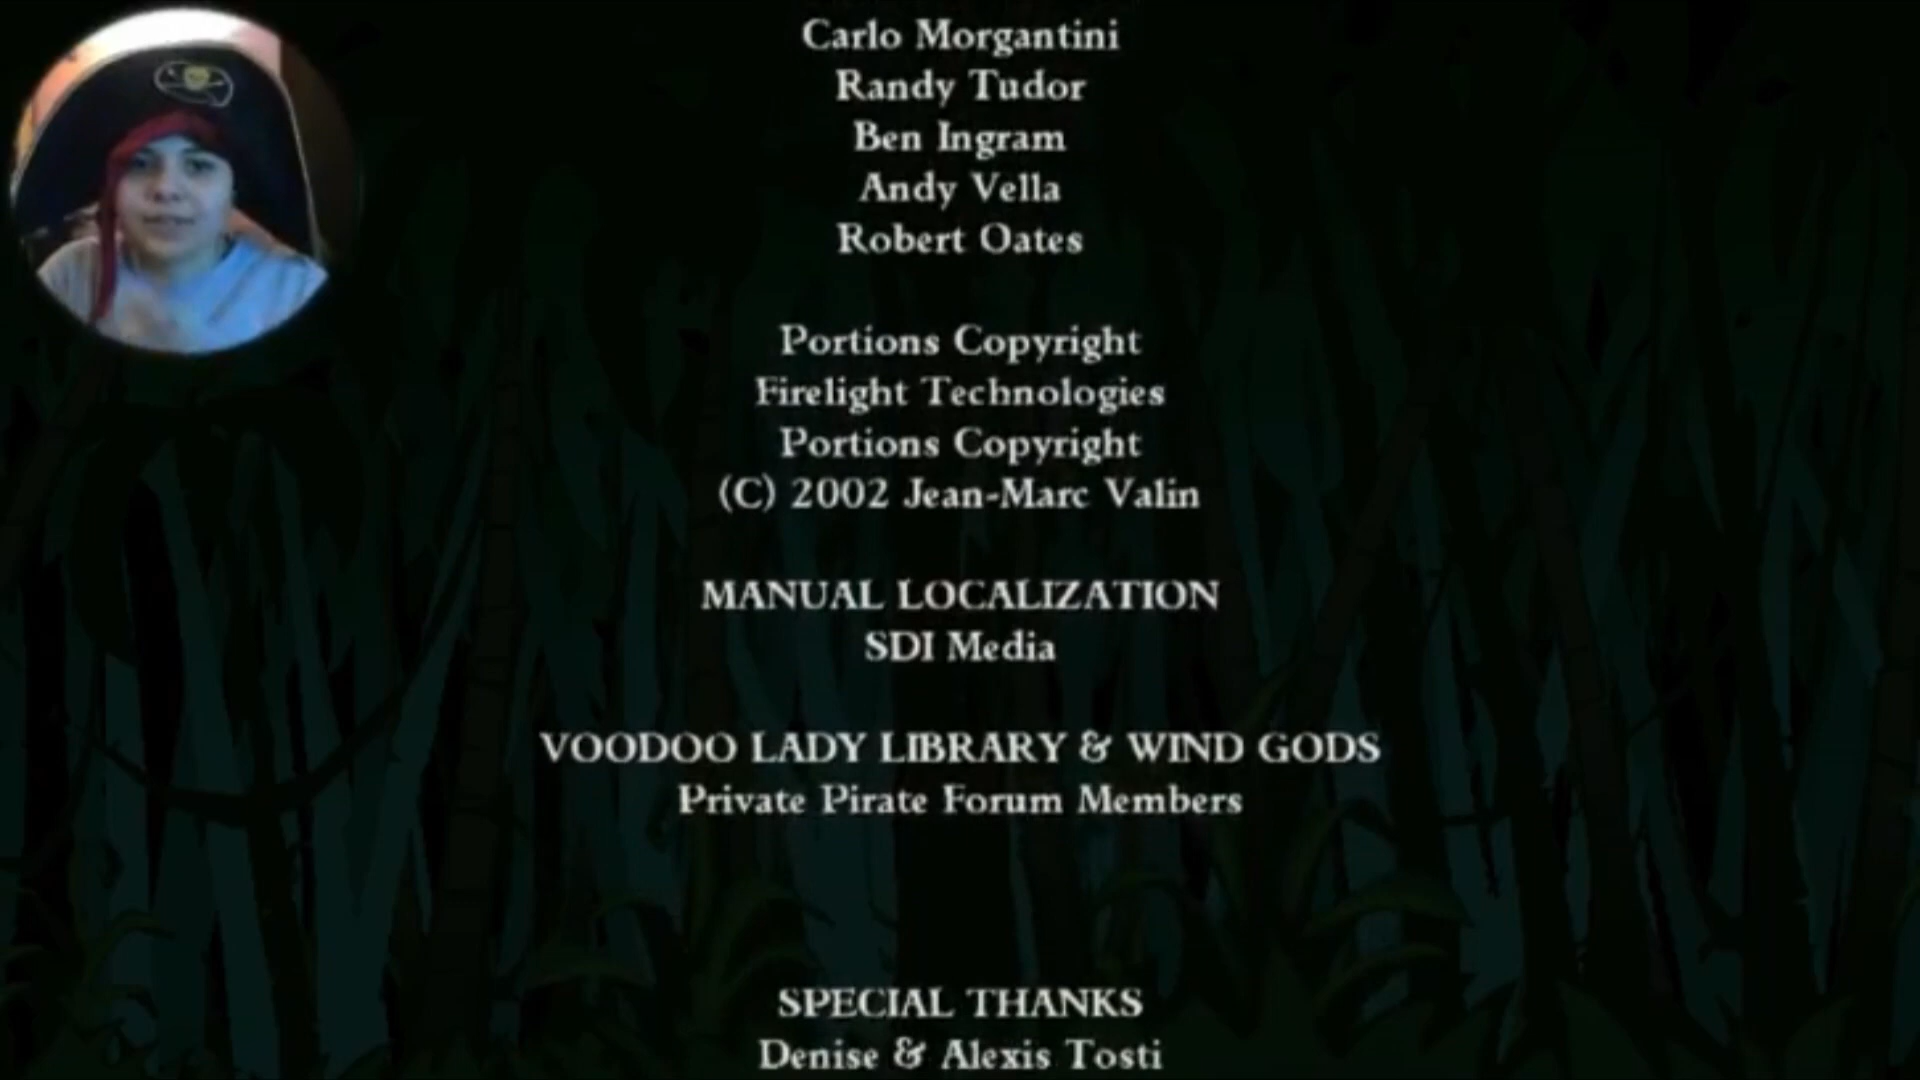 Carlo Morgantini
Randy Tudor
Ben Ingram
Andy Vella
Robert Oates
Portions Copyright
Firelight Technologies
Portions Copyright
(C) 2002 Jean-Marc Valin
MANUAL LOCALIZATION
SDI Media
VOODOO LADY LIBRARY & WIND GODS
Private Pirate Forum Members
SPECIAL THANKS
Denise & Alexis Tosti